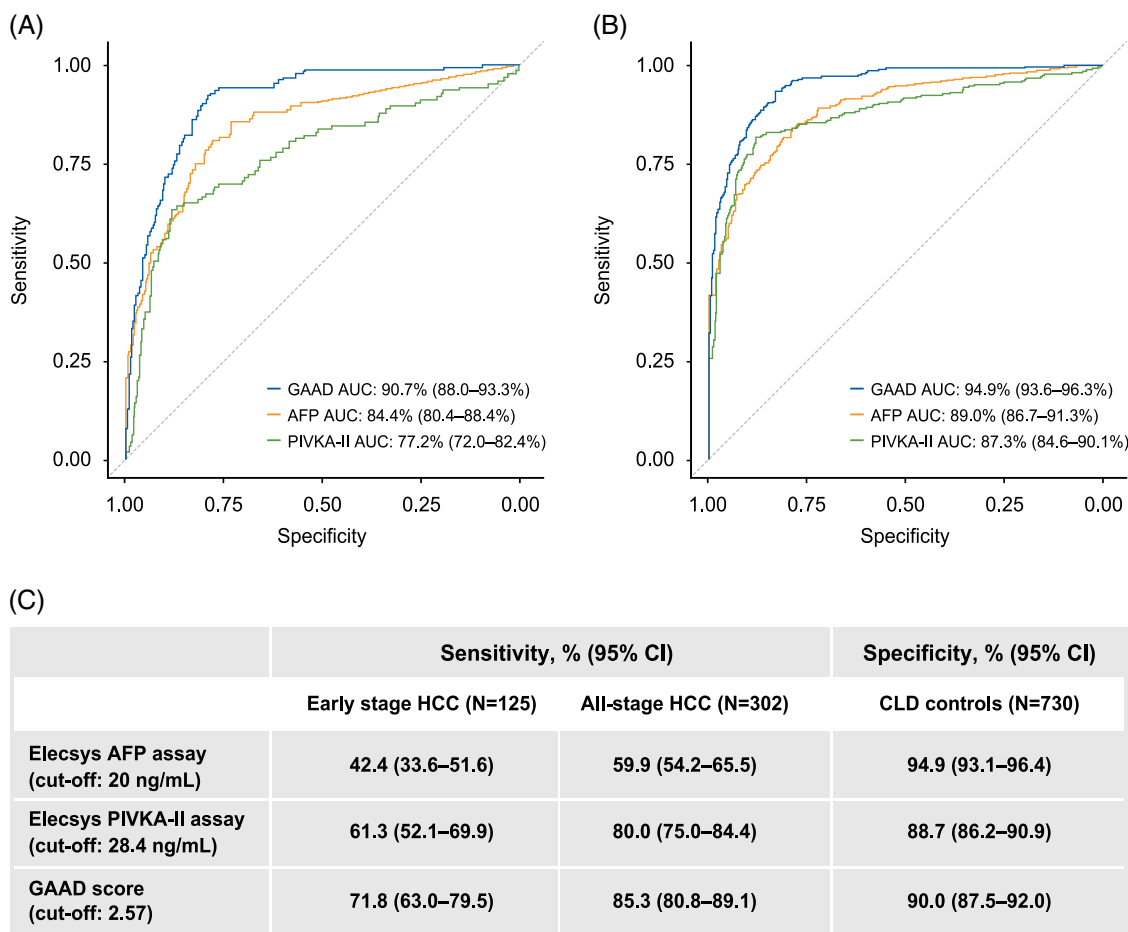 (A)
1.00
0.75
0.50
0.25
0.00
Sensitivity
GAAD AUC: 90.7% (88.0–93.3%)
AFP AUC: 84.4% (80.4–88.4%)
PIVKA-II AUC: 77.2% (72.0–82.4%)
1.00 0.75 0.50 0.25 0.00
Specificity
(B)
1.00
0.75
0.50
0.25
0.00
Sensitivity
GAAD AUC: 94.9% (93.6–96.3%)
AFP AUC: 89.0% (86.7–91.3%)
PIVKA-II AUC: 87.3% (84.6–90.1%)
1.00 0.75 0.50 0.25 0.00
Specificity
(C)
Sensitivity, % (95% CI) Specificity, % (95% CI)
Early stage HCC (N=125) All-stage HCC (N=302) CLD controls (N=730)
Elecsys AFP assay
(cut-off: 20 ng/mL) 42.4 (33.6–51.6) 59.9 (54.2–65.5) 94.9 (93.1–96.4)
Elecsys PIVKA-II assay
(cut-off: 28.4 ng/mL) 61.3 (52.1–69.9) 80.0 (75.0–84.4) 88.7 (86.2–90.9)
GAAD score
(cut-off: 2.57) 71.8 (63.0–79.5) 85.3 (80.8–89.1) 90.0 (87.5–92.0)